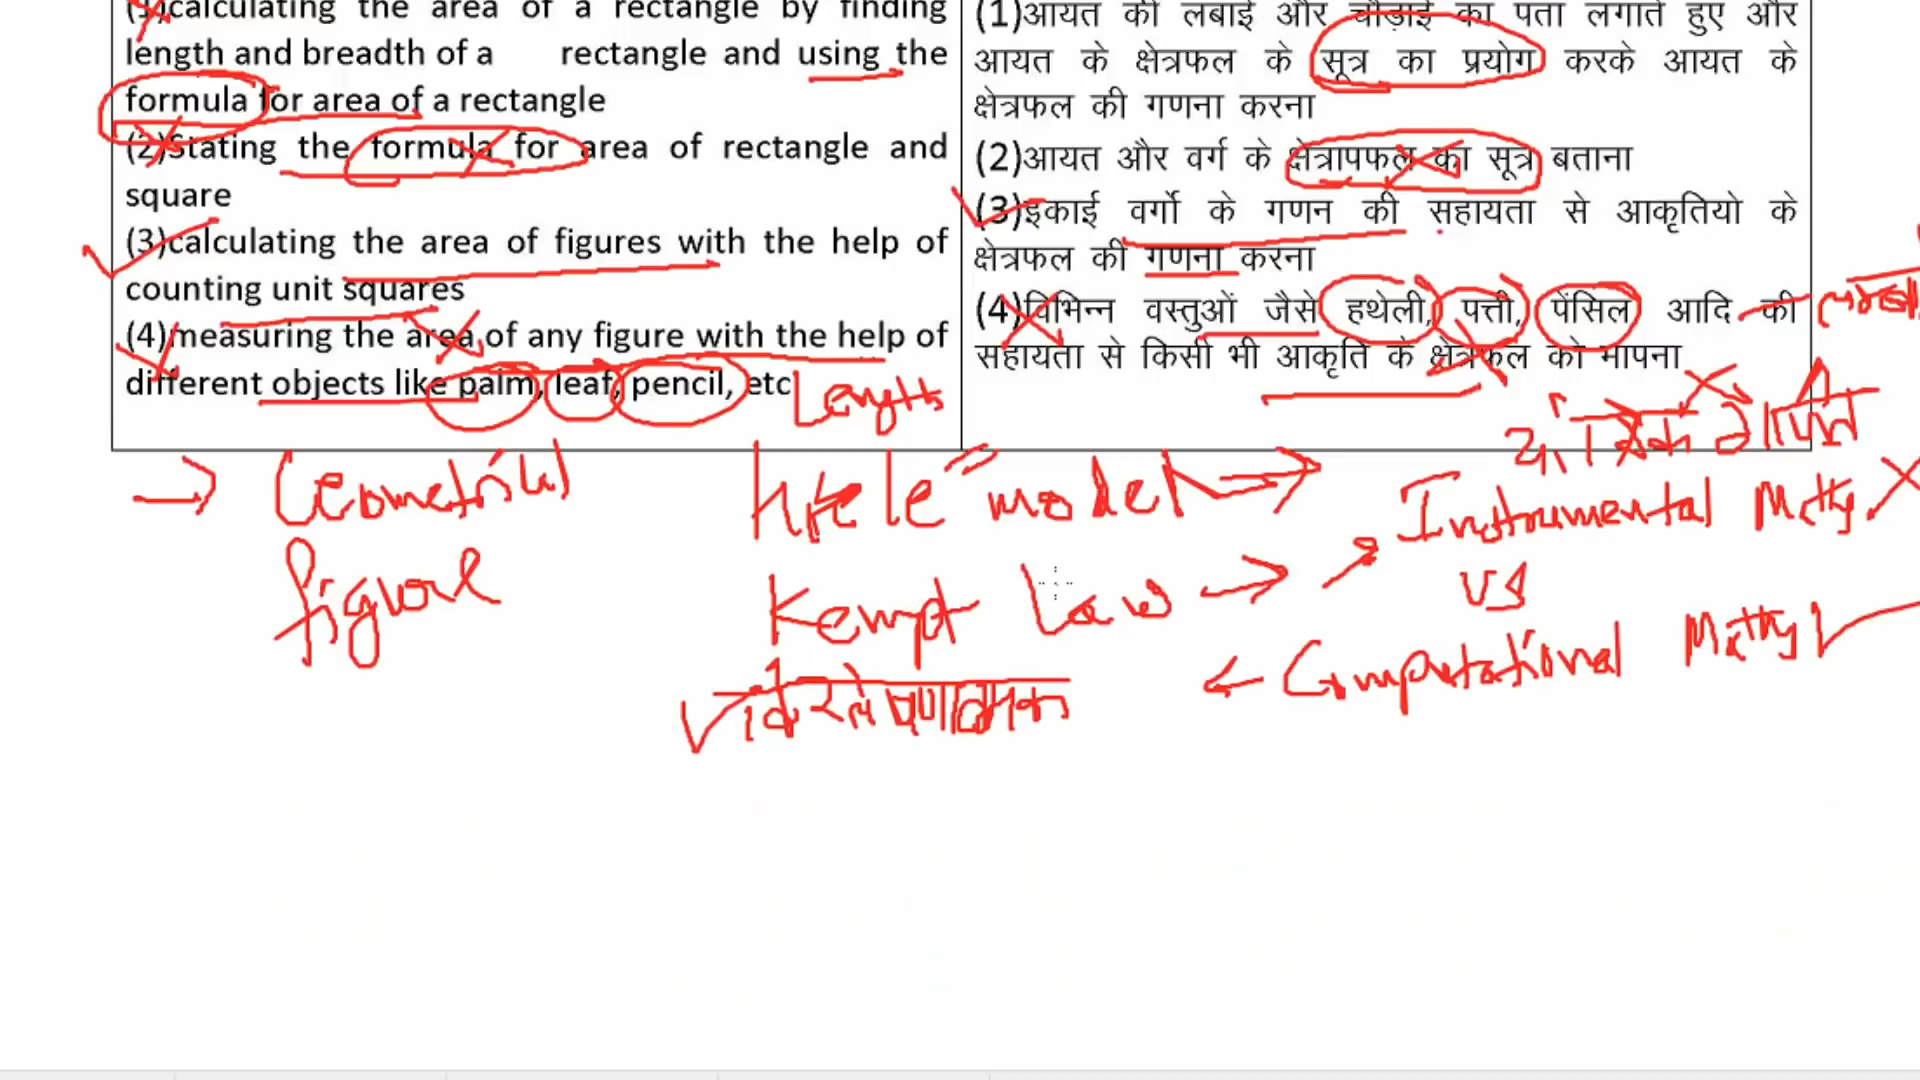 (1)calculating the area of a rectangle by finding
length and breadth of a rectangle and using the
formula for area of a rectangle
(2)Stating the formula for area of rectangle and
square
(3)calculating the area of figures with the help of
counting unit squares
(4)measuring the area of any figure with the help of
different objects like palm, leaf, pencil, etc
(1)आयत की लंबाई और चौड़ाई का पता लगाते हुए और
आयत के क्षेत्रफल के सूत्र का प्रयोग करके आयत के
क्षेत्रफल की गणना करना
(2)आयत और वर्ग के क्षेत्रापफल का सूत्र बताना
(3)इकाई वर्गो के गणन की सहायता से आकृतियो के
क्षेत्रफल की गणना करना
(4)विभिन्न वस्तुओं जैसे हथेली, पत्ती, पेंसिल आदि की
सहायता से किसी भी आकृति के क्षेत्रफल को मापना
Length
→ Geometrical
figure
model →
Kempt Law →
Instrumental Maths
VS
← Computational Maths